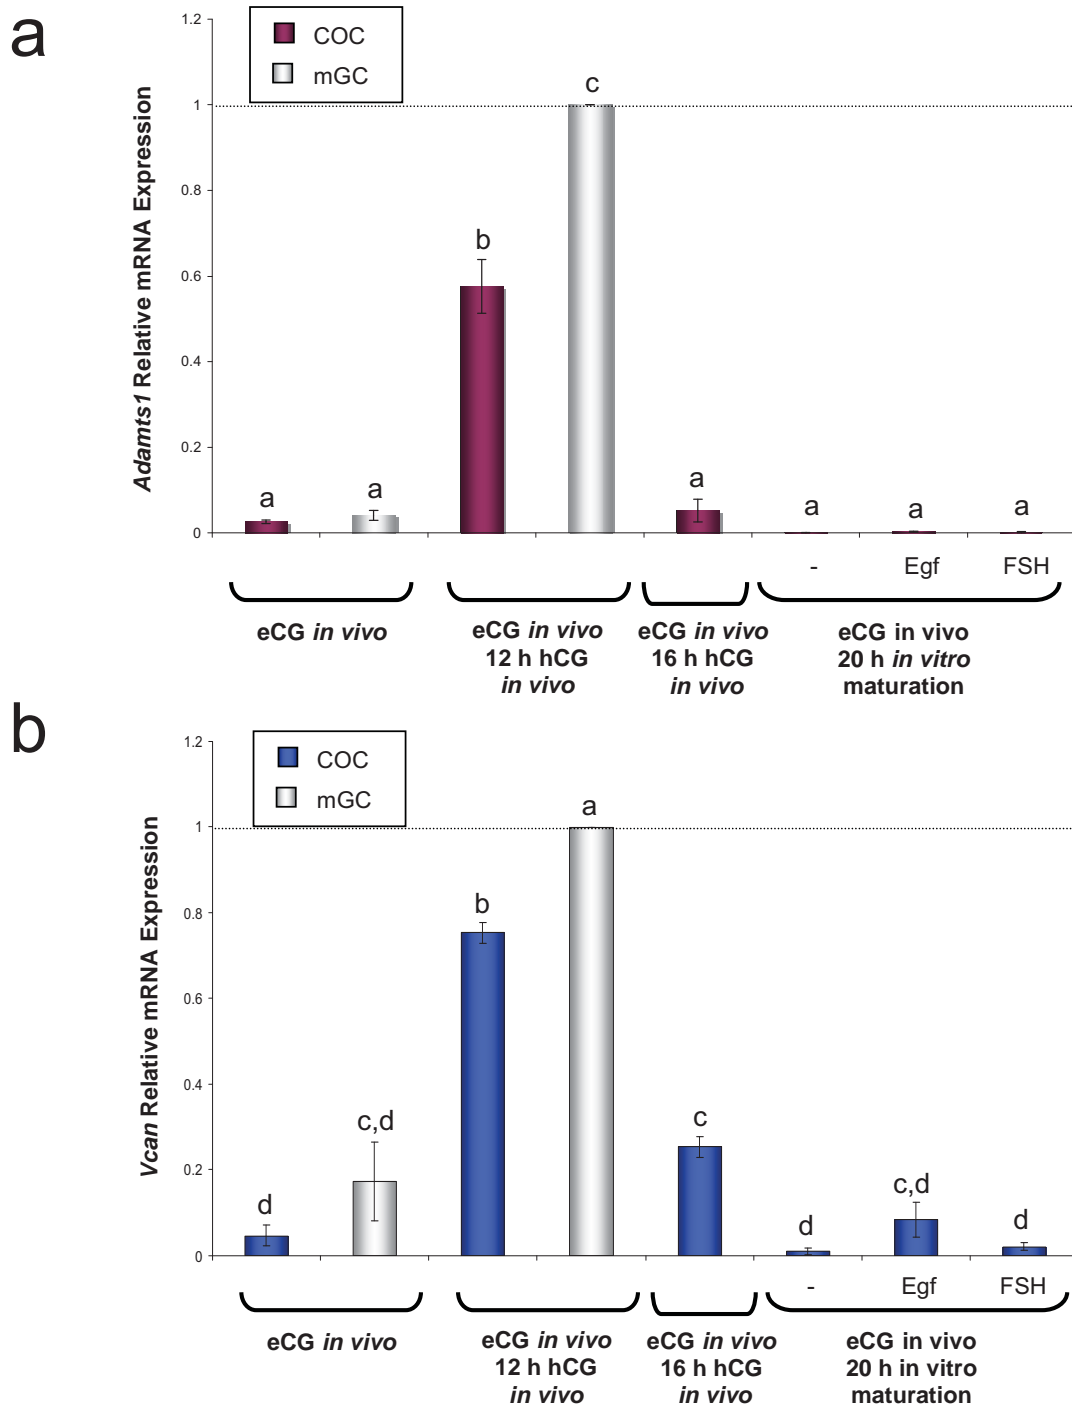 a
COC
mGC
Adamts1 Relative mRNA Expression
1.2
1
0.8
0.6
0.4
0.2
0
a
a
b
c
a
a
a
a
-
Egf
FSH
eCG in vivo
eCG in vivo
12 h hCG
in vivo
eCG in vivo
16 h hCG
in vivo
eCG in vivo
20 h in vitro
maturation
b
COC
mGC
Vcan Relative mRNA Expression
1.2
1
0.8
0.6
0.4
0.2
0
d
c,d
b
a
c
d
c,d
d
-
Egf
FSH
eCG in vivo
eCG in vivo
12 h hCG
in vivo
eCG in vivo
16 h hCG
in vivo
eCG in vivo
20 h in vitro
maturation